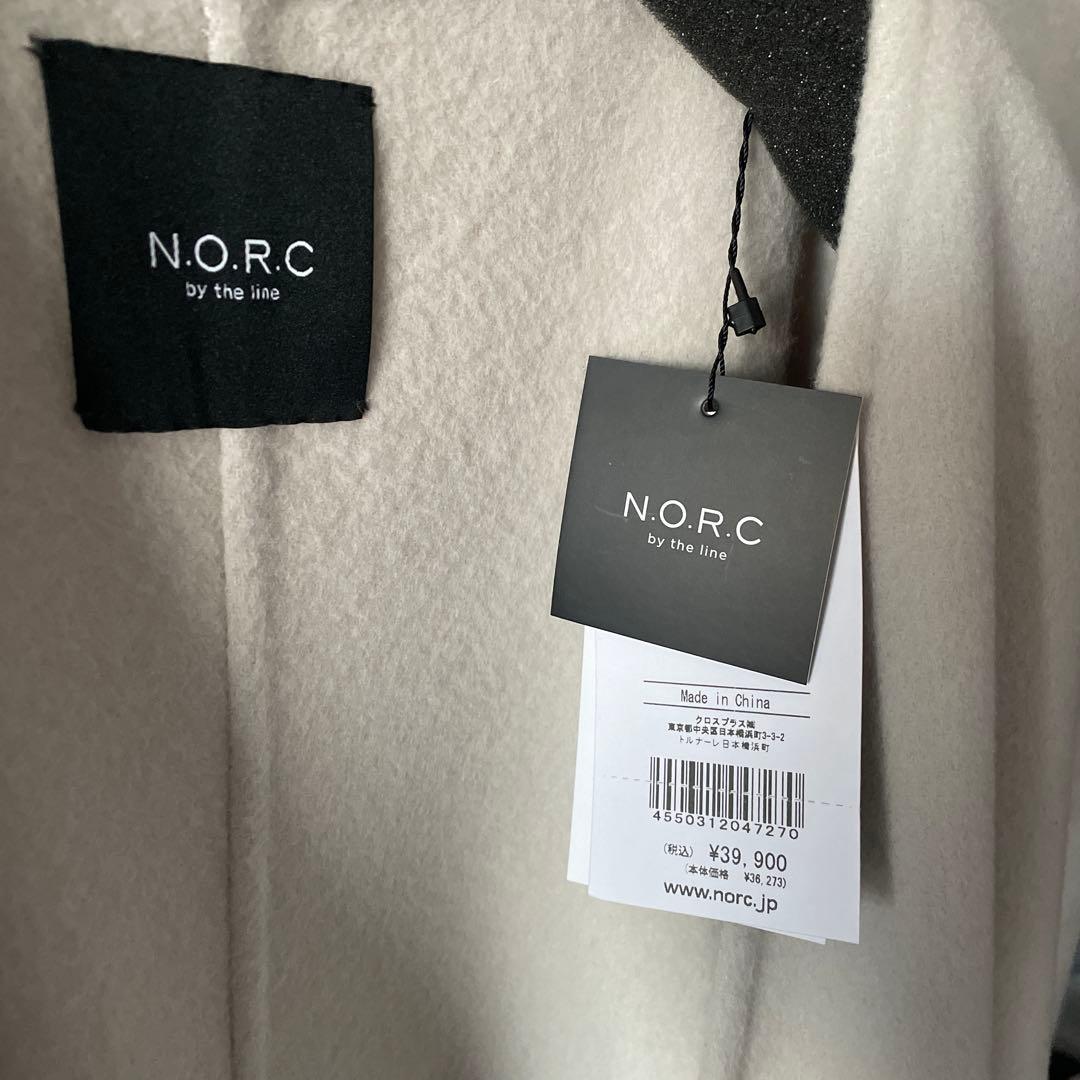 N.O.R.C
by the line
N.O.R.C
by the line
Made in China
クロスプラス㈱
東京都中央区日本橋浜町3-3-2
トルナーレ日本橋浜町
4550312047270
(税込) ¥39,900
(本体価格 ¥36,273)
www.norc.jp